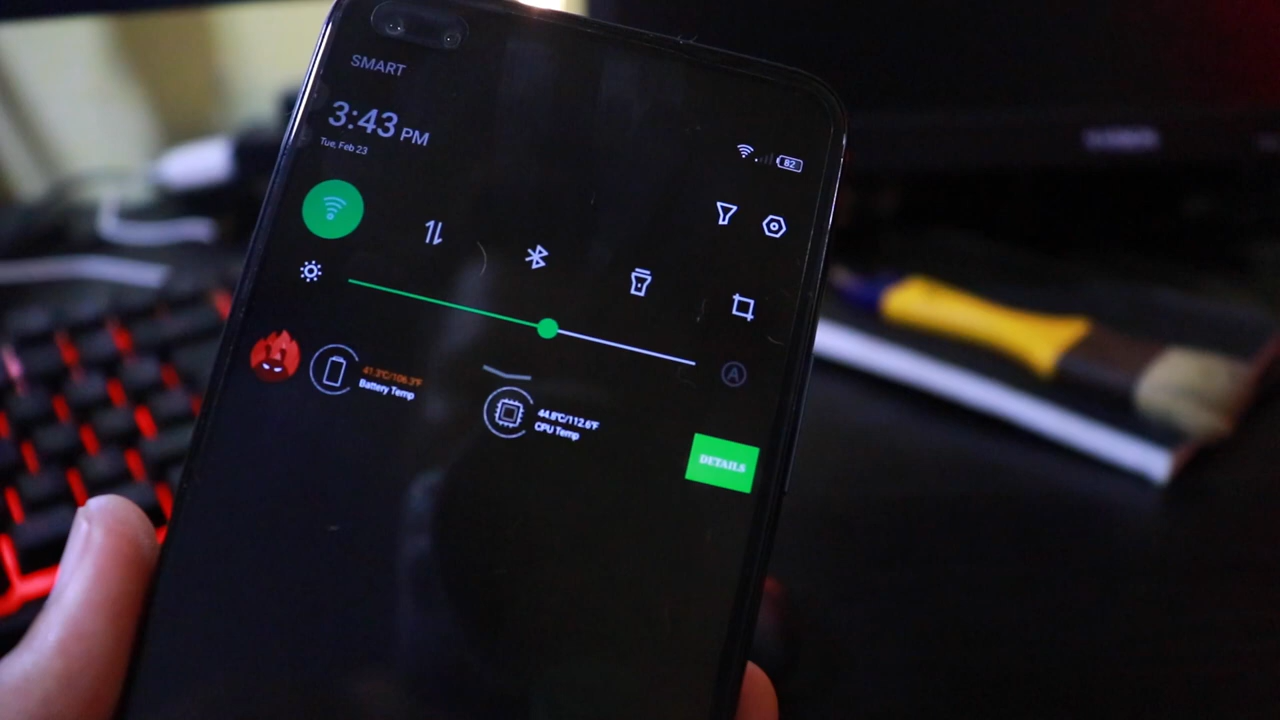 SMART
3:43 PM
Tue, Feb 23
82
A
41.3°C/106.3°F
Battery Temp
44.8°C/112.6°F
CPU Temp
DETAILS